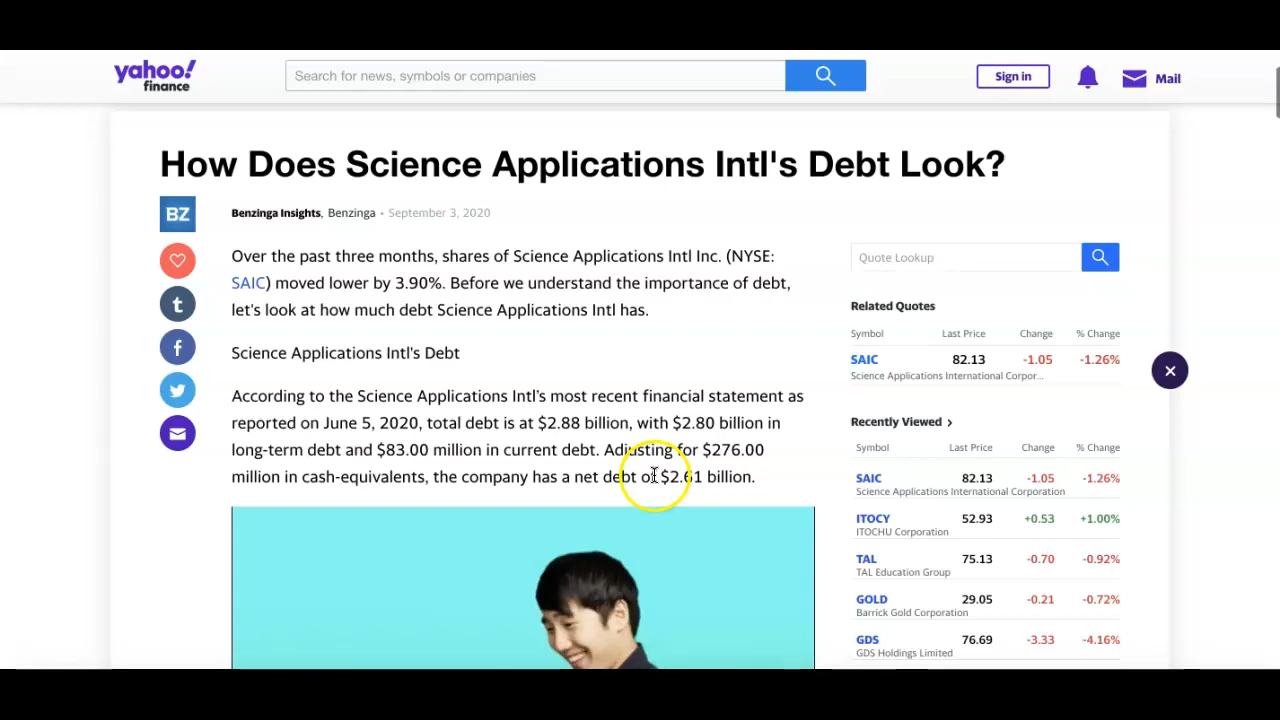 yahoo!
finance
Search for news, symbols or companies
Sign in
Mail
How Does Science Applications Intl's Debt Look?
BZ
Benzinga Insights, Benzinga • September 3, 2020
Over the past three months, shares of Science Applications Intl Inc. (NYSE:
SAIC) moved lower by 3.90%. Before we understand the importance of debt,
let's look at how much debt Science Applications Intl has.
Science Applications Intl's Debt
According to the Science Applications Intl's most recent financial statement as
reported on June 5, 2020, total debt is at $2.88 billion, with $2.80 billion in
long-term debt and $83.00 million in current debt. Adjusting for $276.00
million in cash-equivalents, the company has a net debt of $2.61 billion.
t
f
Quote Lookup
Related Quotes
Symbol Last Price Change % Change
SAIC 82.13 -1.05 -1.26%
Science Applications International Corpor...
Recently Viewed >
Symbol Last Price Change % Change
SAIC 82.13 -1.05 -1.26%
Science Applications International Corporation
ITOCY 52.93 +0.53 +1.00%
ITOCHU Corporation
TAL 75.13 -0.70 -0.92%
TAL Education Group
GOLD 29.05 -0.21 -0.72%
Barrick Gold Corporation
GDS 76.69 -3.33 -4.16%
GDS Holdings Limited